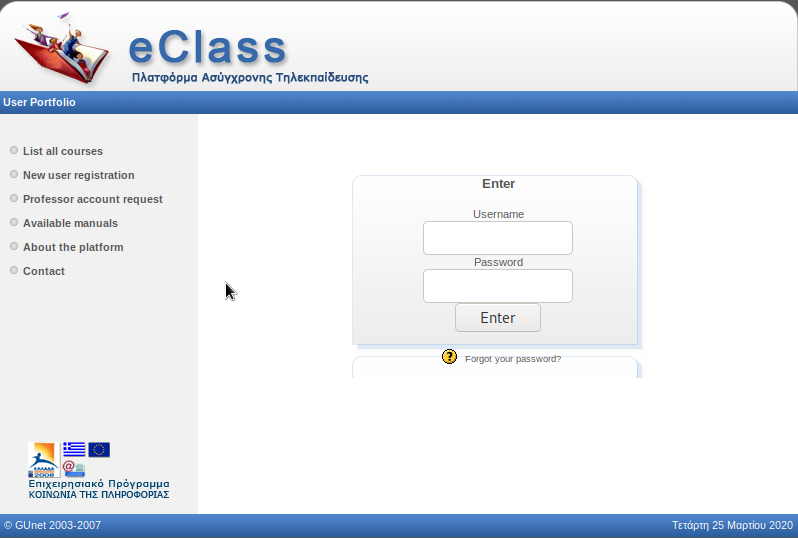 eClass
Πλατφόρμα Ασύγχρονης Τηλεκπαίδευσης
User Portfolio
List all courses
New user registration
Professor account request
Available manuals
About the platform
Contact
Enter
Username
Password
Enter
? Forgot your password?
ΕΛΛΑΔΑ
2008
@
Επιχειρησιακό Πρόγραμμα
ΚΟΙΝΩΝΙΑ ΤΗΣ ΠΛΗΡΟΦΟΡΙΑΣ
© GUnet 2003-2007
Τετάρτη 25 Μαρτίου 2020